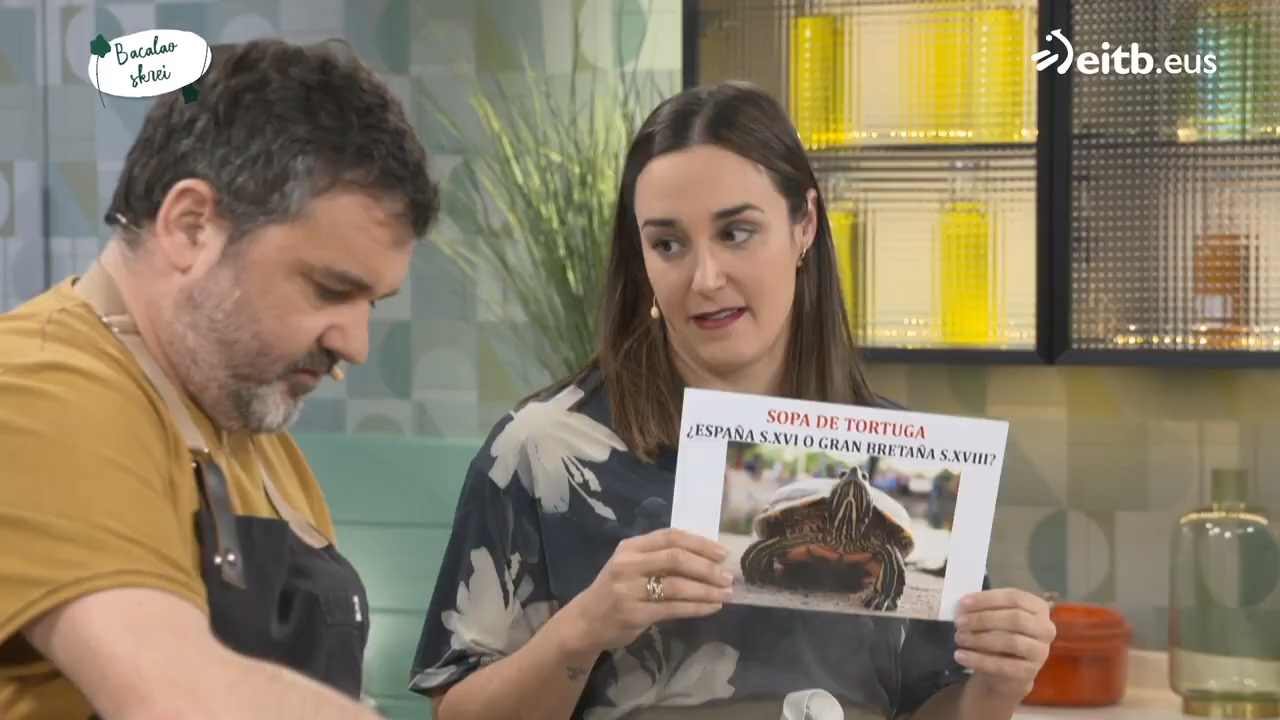 Bacalao
skrei
eitb.eus
SOPA DE TORTUGA
¿ESPAÑA S.XVI O GRAN BRETAÑA S.XVIII?